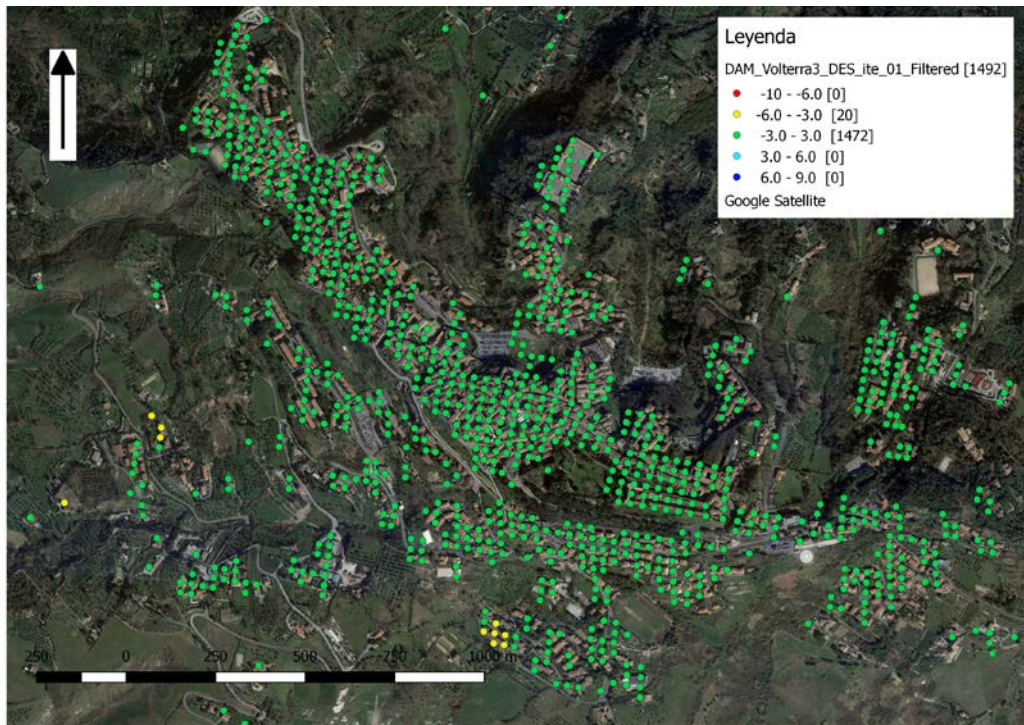 Leyenda
DAM_Volterra3_DES_ite_01_Filtered [1492]
-10 - -6.0 [0]
-6.0 - -3.0 [20]
-3.0 - 3.0 [1472]
3.0 - 6.0 [0]
6.0 - 9.0 [0]
Google Satellite
250 0 250 500 750 1000 m